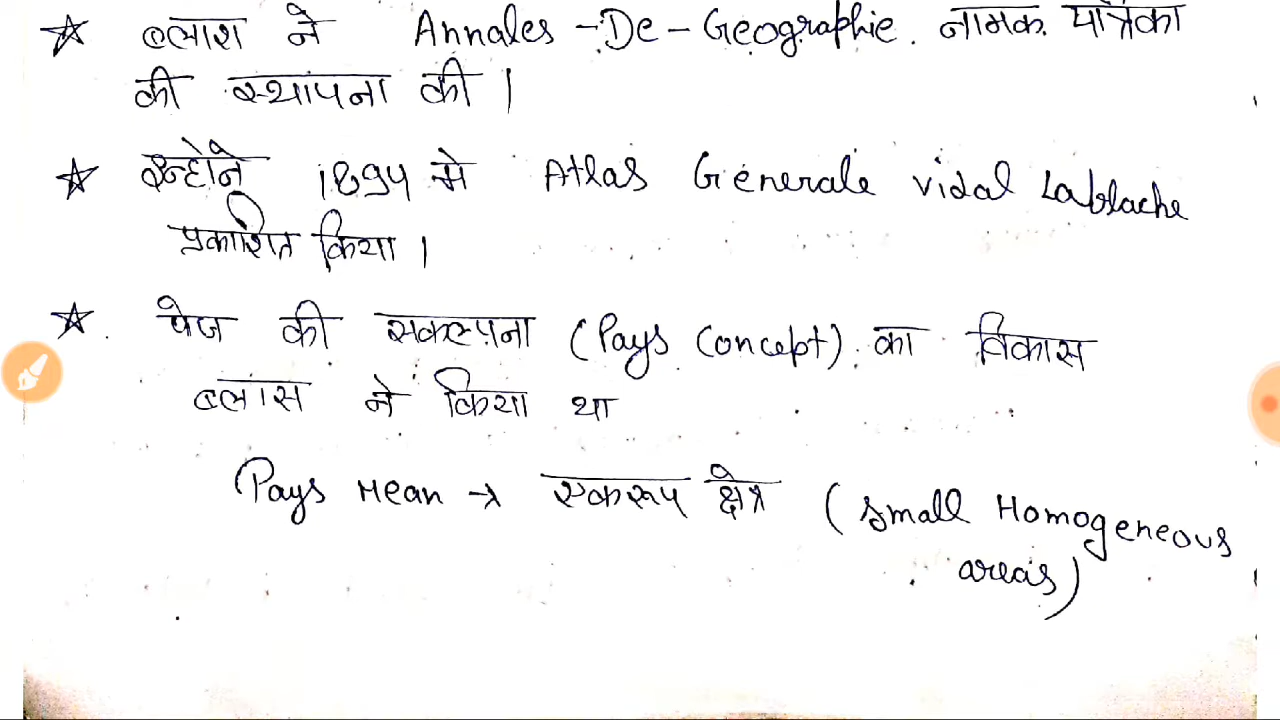 ☆ ब्लाश ने Annales - De - Geographie. नामक पत्रिका
की स्थापना की।
☆ इन्होने 1894 मे Atlas Generale vidal Lablache
प्रकाशित किया।
☆ पेज की सकल्पना (Pays Concept) का विकास
ब्लास ने किया था
Pays Mean → एकरूप क्षेत्र (small Homogeneous
areas)